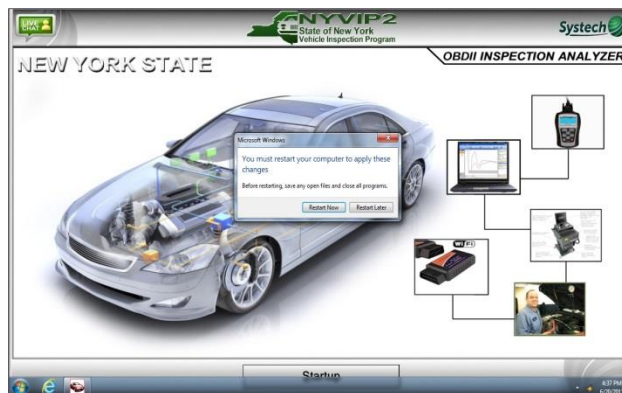 LIVE
CHAT
NYVIP2
State of New York
Vehicle Inspection Program
Systech
NEW YORK STATE
OBDII INSPECTION ANALYZER
Microsoft Windows
You must restart your computer to apply these
changes
Before restarting, save any open files and close all programs.
Restart Now
Restart Later
WiFi
Startup
4:37 PM